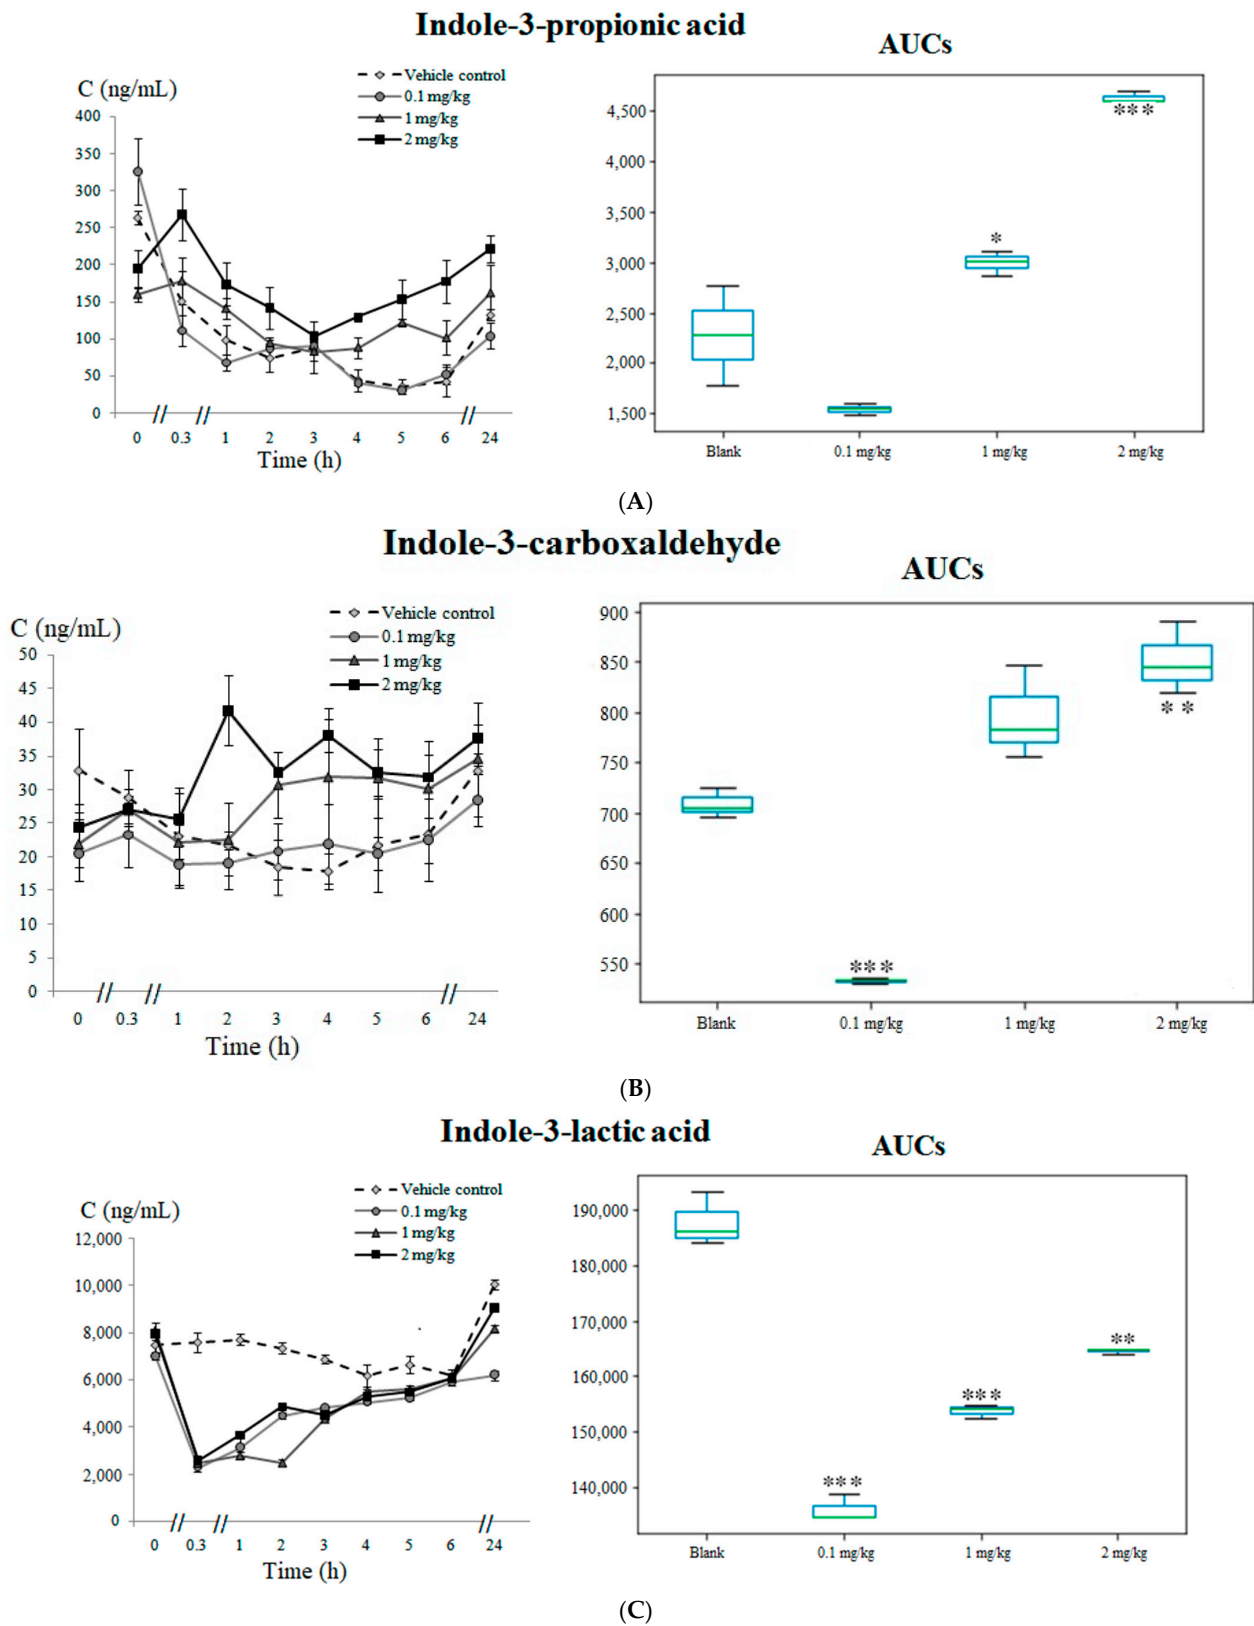 Indole-3-propionic acid
AUCs
C (ng/mL)
Vehicle control
0.1 mg/kg
1 mg/kg
2 mg/kg
400
350
300
250
200
150
100
50
0
// // //
0 0.3 1 2 3 4 5 6 24
Time (h)
4,500
4,000
3,500
3,000
2,500
2,000
1,500
***
*
Blank 0.1 mg/kg 1 mg/kg 2 mg/kg
(A)
Indole-3-carboxaldehyde
AUCs
C (ng/mL)
Vehicle control
0.1 mg/kg
1 mg/kg
2 mg/kg
50
45
40
35
30
25
20
15
10
5
0
// // //
0 0.3 1 2 3 4 5 6 24
Time (h)
900
850
800
750
700
650
600
550
**
***
Blank 0.1 mg/kg 1 mg/kg 2 mg/kg
(B)
Indole-3-lactic acid
AUCs
C (ng/mL)
Vehicle control
0.1 mg/kg
1 mg/kg
2 mg/kg
12,000
10,000
8,000
6,000
4,000
2,000
0
// // //
0 0.3 1 2 3 4 5 6 24
Time (h)
190,000
180,000
170,000
160,000
150,000
140,000
**
***
***
Blank 0.1 mg/kg 1 mg/kg 2 mg/kg
(C)